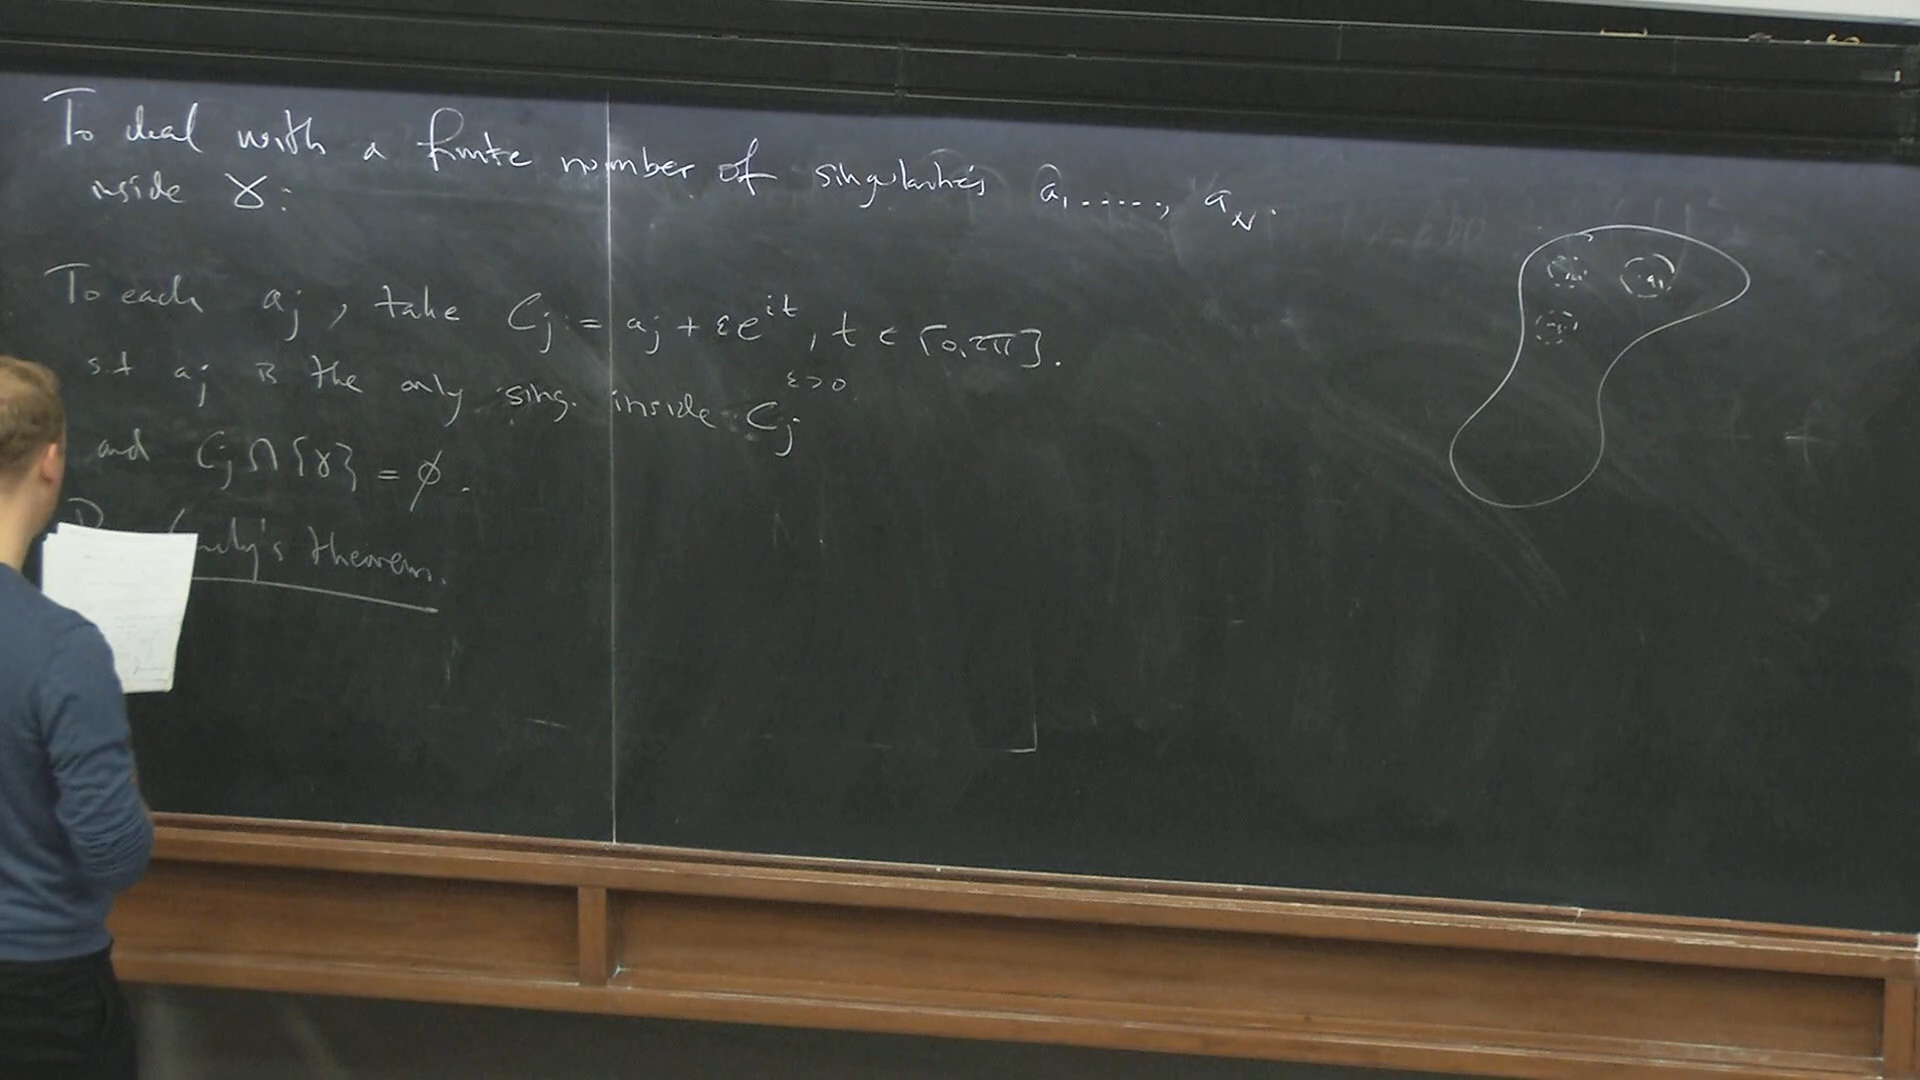 To deal with a finite number of singularities a₁ ....., a_N.
inside γ:
To each aj, take Cj = aj + εe^{it}, t ∈ [0,2π].
ε>0
s.t aj is the only sing. inside Cj
and Cj ∩ {γ} = ∅.
theorem.
a₁